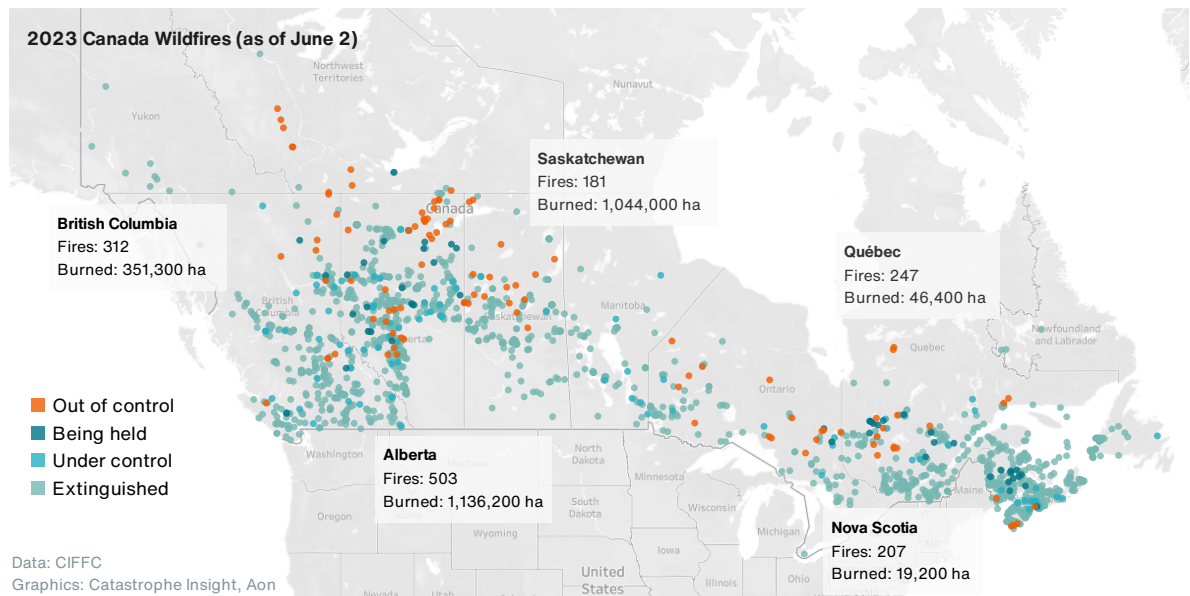 2023 Canada Wildfires (as of June 2)
Northwest
Territories
Nunavut
Yukon
Saskatchewan
Fires: 181
Burned: 1,044,000 ha
Canada
British Columbia
Fires: 312
Burned: 351,300 ha
Québec
Fires: 247
Burned: 46,400 ha
British
Columbia
Manitoba
Newfoundland
and Labrador
Quebec
Ontario
Out of control
Being held
Under control
Extinguished
Alberta
Fires: 503
Burned: 1,136,200 ha
Washington
Montana
North
Dakota
Minnesota
Maine
Oregon
South
Dakota
Wisconsin
Wyoming
Michigan
Nova Scotia
Fires: 207
Burned: 19,200 ha
Iowa
Data: CIFFC
Graphics: Catastrophe Insight, Aon
United
States
Illinois
Ohio
Nevada
Utah